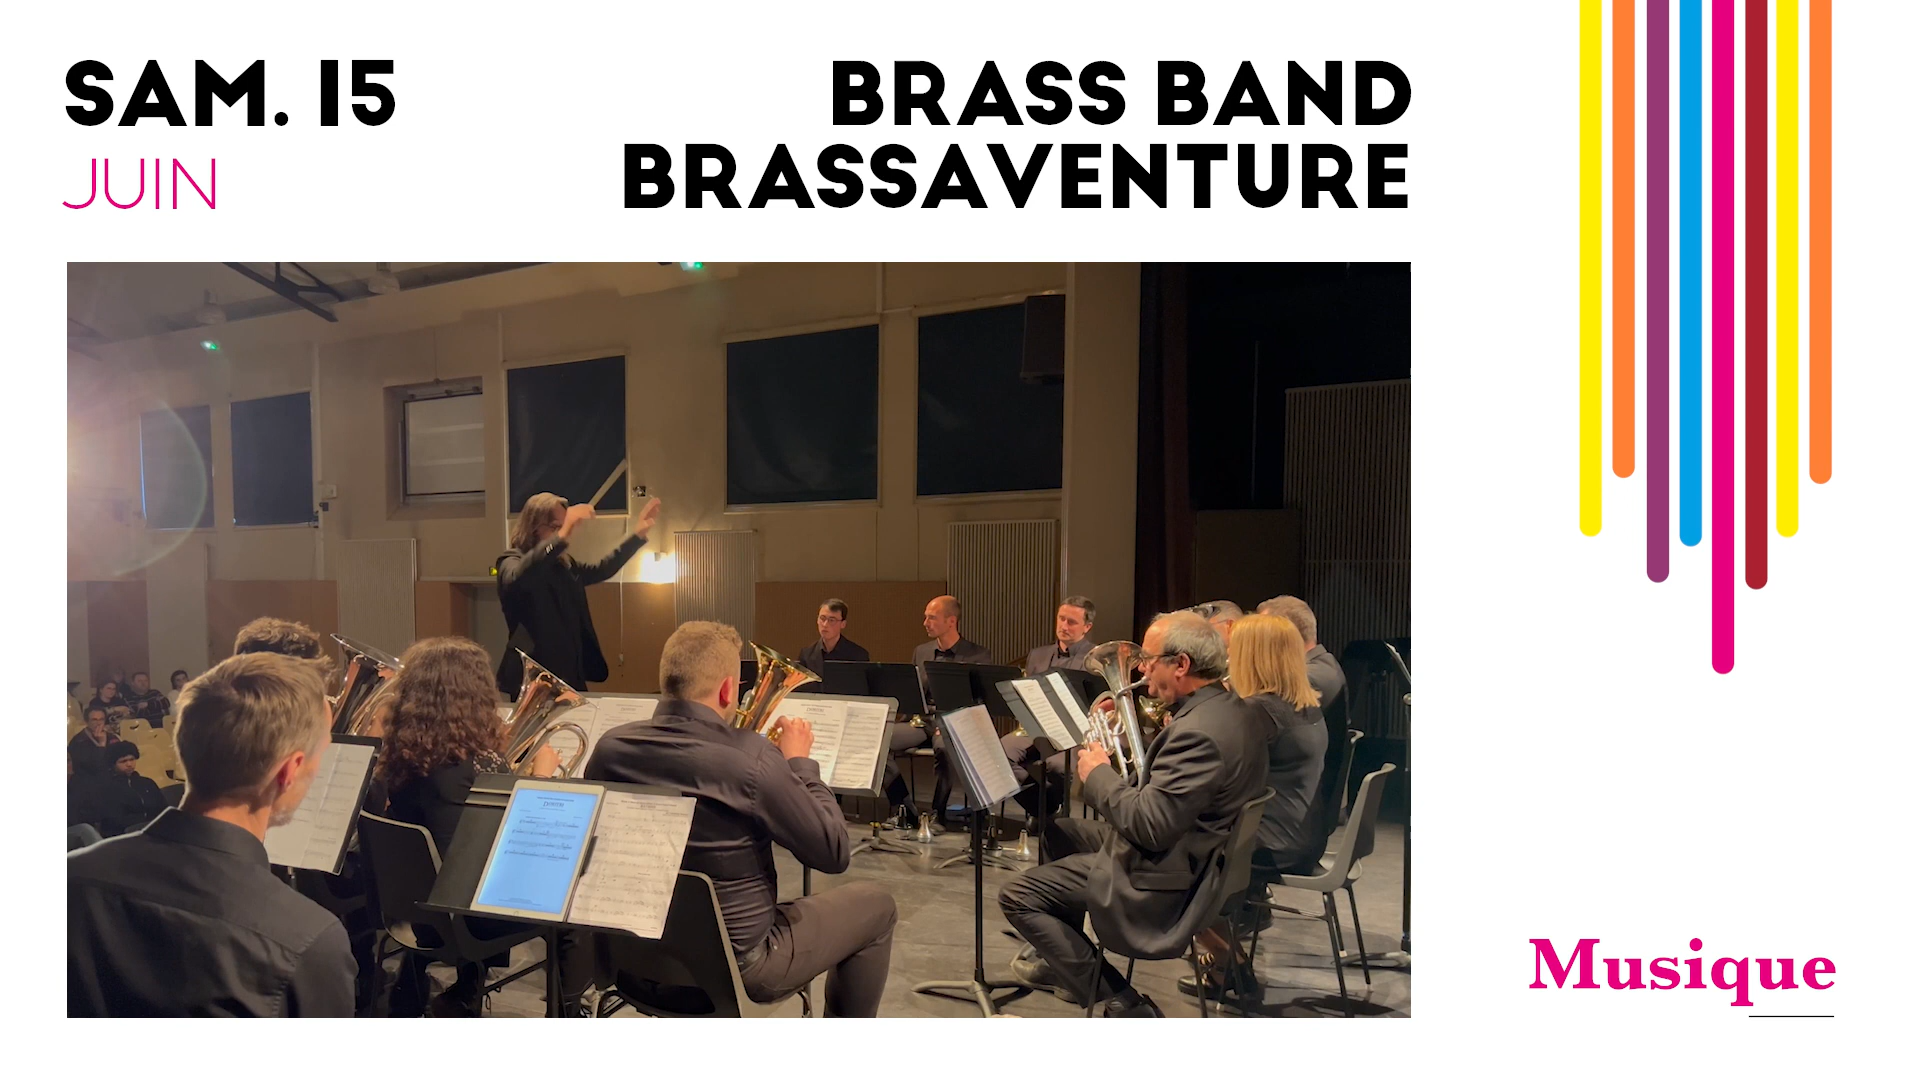 SAM. 15
JUIN
BRASS BAND
BRASSAVENTURE
Musique